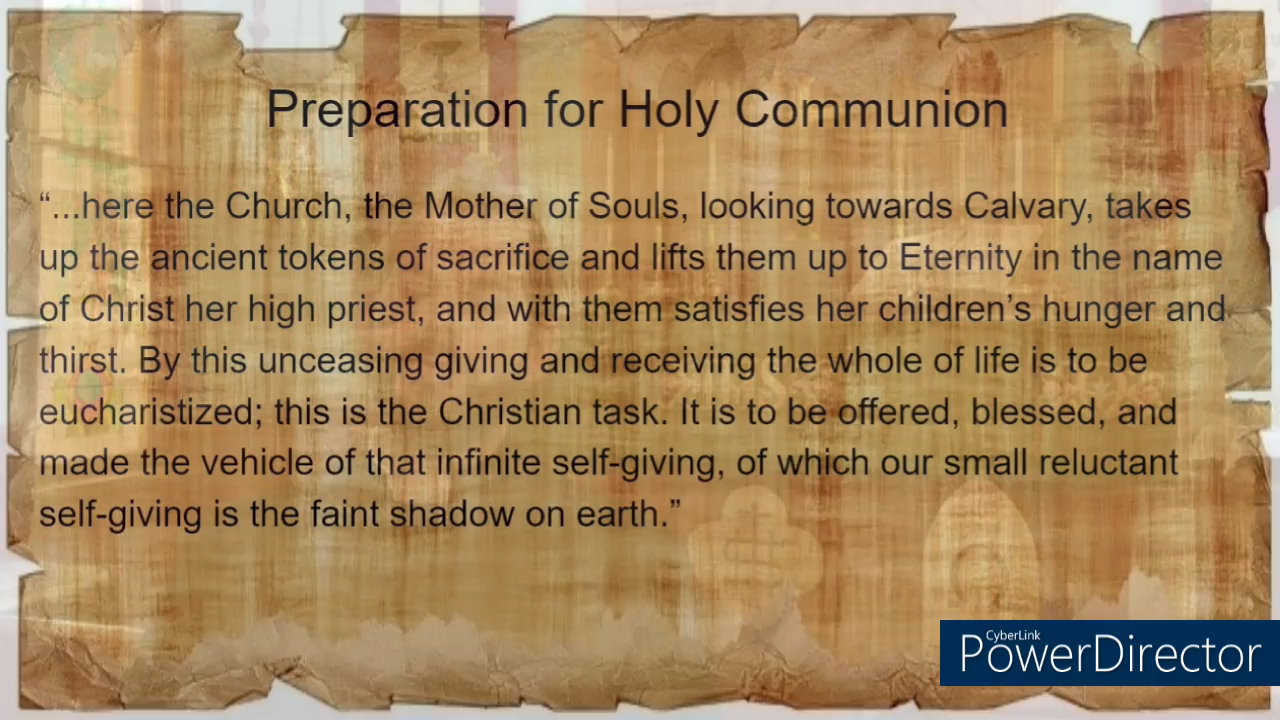 Preparation for Holy Communion
“...here the Church, the Mother of Souls, looking towards Calvary, takes
up the ancient tokens of sacrifice and lifts them up to Eternity in the name
of Christ her high priest, and with them satisfies her children’s hunger and
thirst. By this unceasing giving and receiving the whole of life is to be
eucharistized; this is the Christian task. It is to be offered, blessed, and
made the vehicle of that infinite self-giving, of which our small reluctant
self-giving is the faint shadow on earth.”
CyberLink
PowerDirector